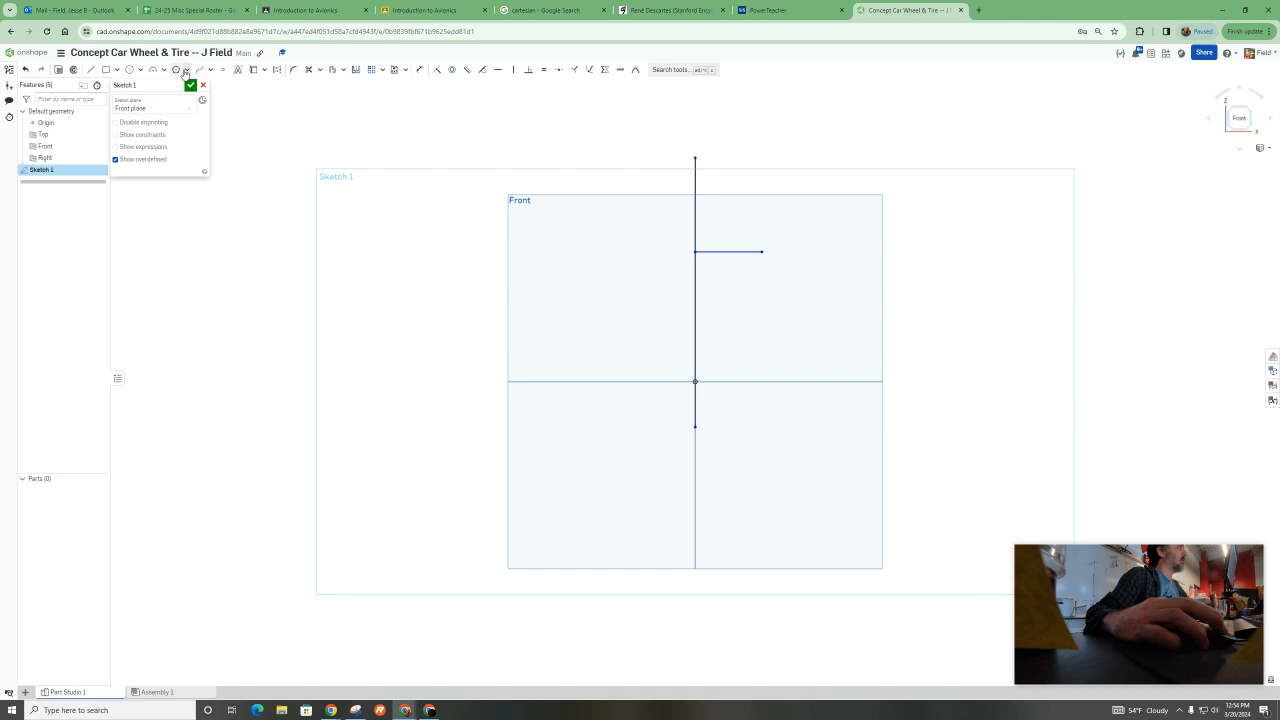 Mail - Field, Jesse B - Outlook
24-25 Misc Special Roster - Go
Introduction to Avionics
Introduction to Avionics
cartesian - Google Search
René Descartes (Stanford Ency
PowerTeacher
Concept Car Wheel & Tire -- J F
cad.onshape.com/documents/4d9f021d88b882e8e9671d7c/w/a447ed4f051d58a7cfd4943f/e/0b9839fbf671b9625edd81d1
Paused
Finish update
onshape
Concept Car Wheel & Tire -- J Field
Main
Share
Field
Search tools...
Features (5)
Sketch 1
Filter by name or type
Sketch plane
Front plane
Default geometry
Disable imprinting
Origin
Show constraints
Top
Show expressions
Front
Show overdefined
Right
Sketch 1
Sketch 1
Front
Z
Front
X
Parts (0)
Part Studio 1
Assembly 1
Type here to search
54°F Cloudy
12:54 PM
3/20/2024